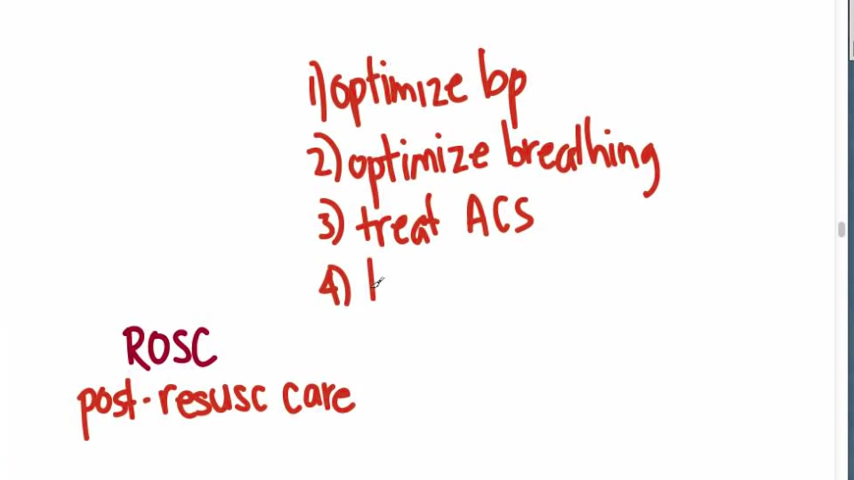 1) optimize bp
2) optimize breathing
3) treat ACS
4)
ROSC
post-resusc care